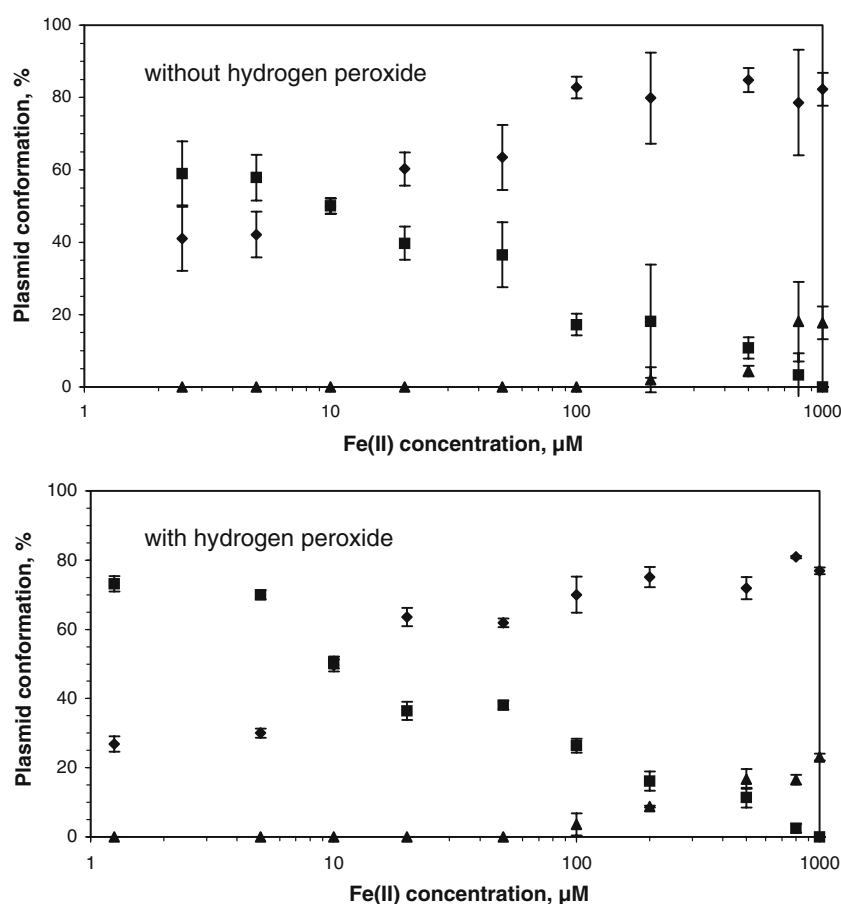 100
80
60
40
20
0
Plasmid conformation, %
without hydrogen peroxide
1 10 100 1000
Fe(II) concentration, µM
100
80
60
40
20
0
Plasmid conformation, %
with hydrogen peroxide
1 10 100 1000
Fe(II) concentration, µM